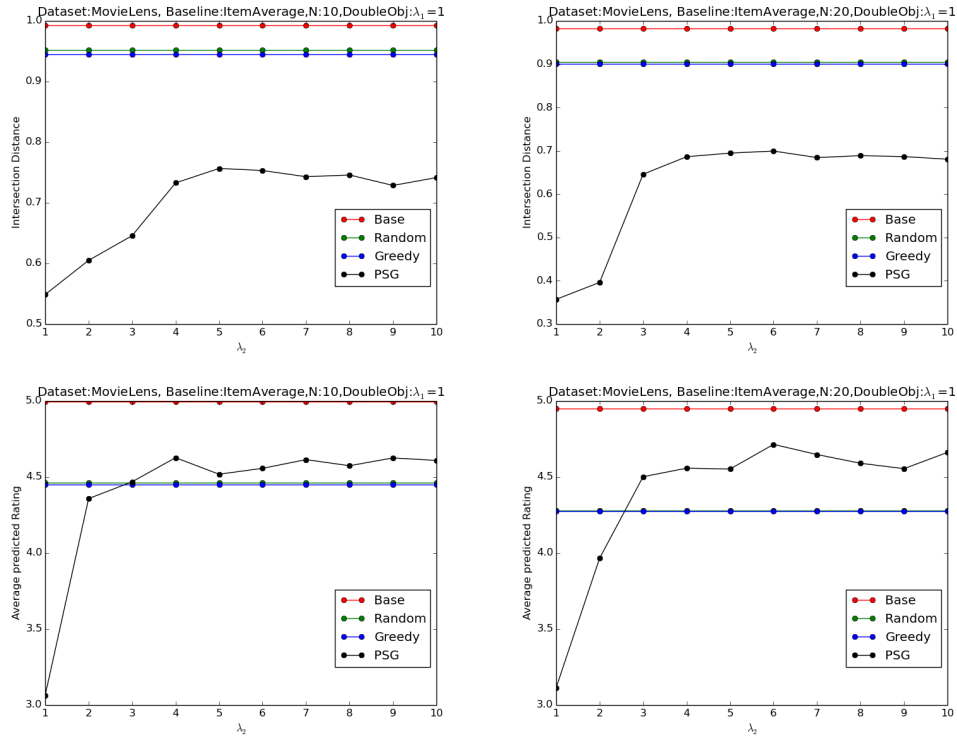 Dataset:MovieLens, Baseline:ItemAverage,N:10,DoubleObj:λ₁=1
1.0
0.9
0.8
0.7
0.6
0.5
Intersection Distance
Base
Random
Greedy
PSG
1 2 3 4 5 6 7 8 9 10
λ₂
Dataset:MovieLens, Baseline:ItemAverage,N:20,DoubleObj:λ₁=1
1.0
0.9
0.8
0.7
0.6
0.5
0.4
0.3
Intersection Distance
Base
Random
Greedy
PSG
1 2 3 4 5 6 7 8 9 10
λ₂
Dataset:MovieLens, Baseline:ItemAverage,N:10,DoubleObj:λ₁=1
5.0
4.5
4.0
3.5
3.0
Average predicted Rating
Base
Random
Greedy
PSG
1 2 3 4 5 6 7 8 9 10
λ₂
Dataset:MovieLens, Baseline:ItemAverage,N:20,DoubleObj:λ₁=1
5.0
4.5
4.0
3.5
3.0
Average predicted Rating
Base
Random
Greedy
PSG
1 2 3 4 5 6 7 8 9 10
λ₂